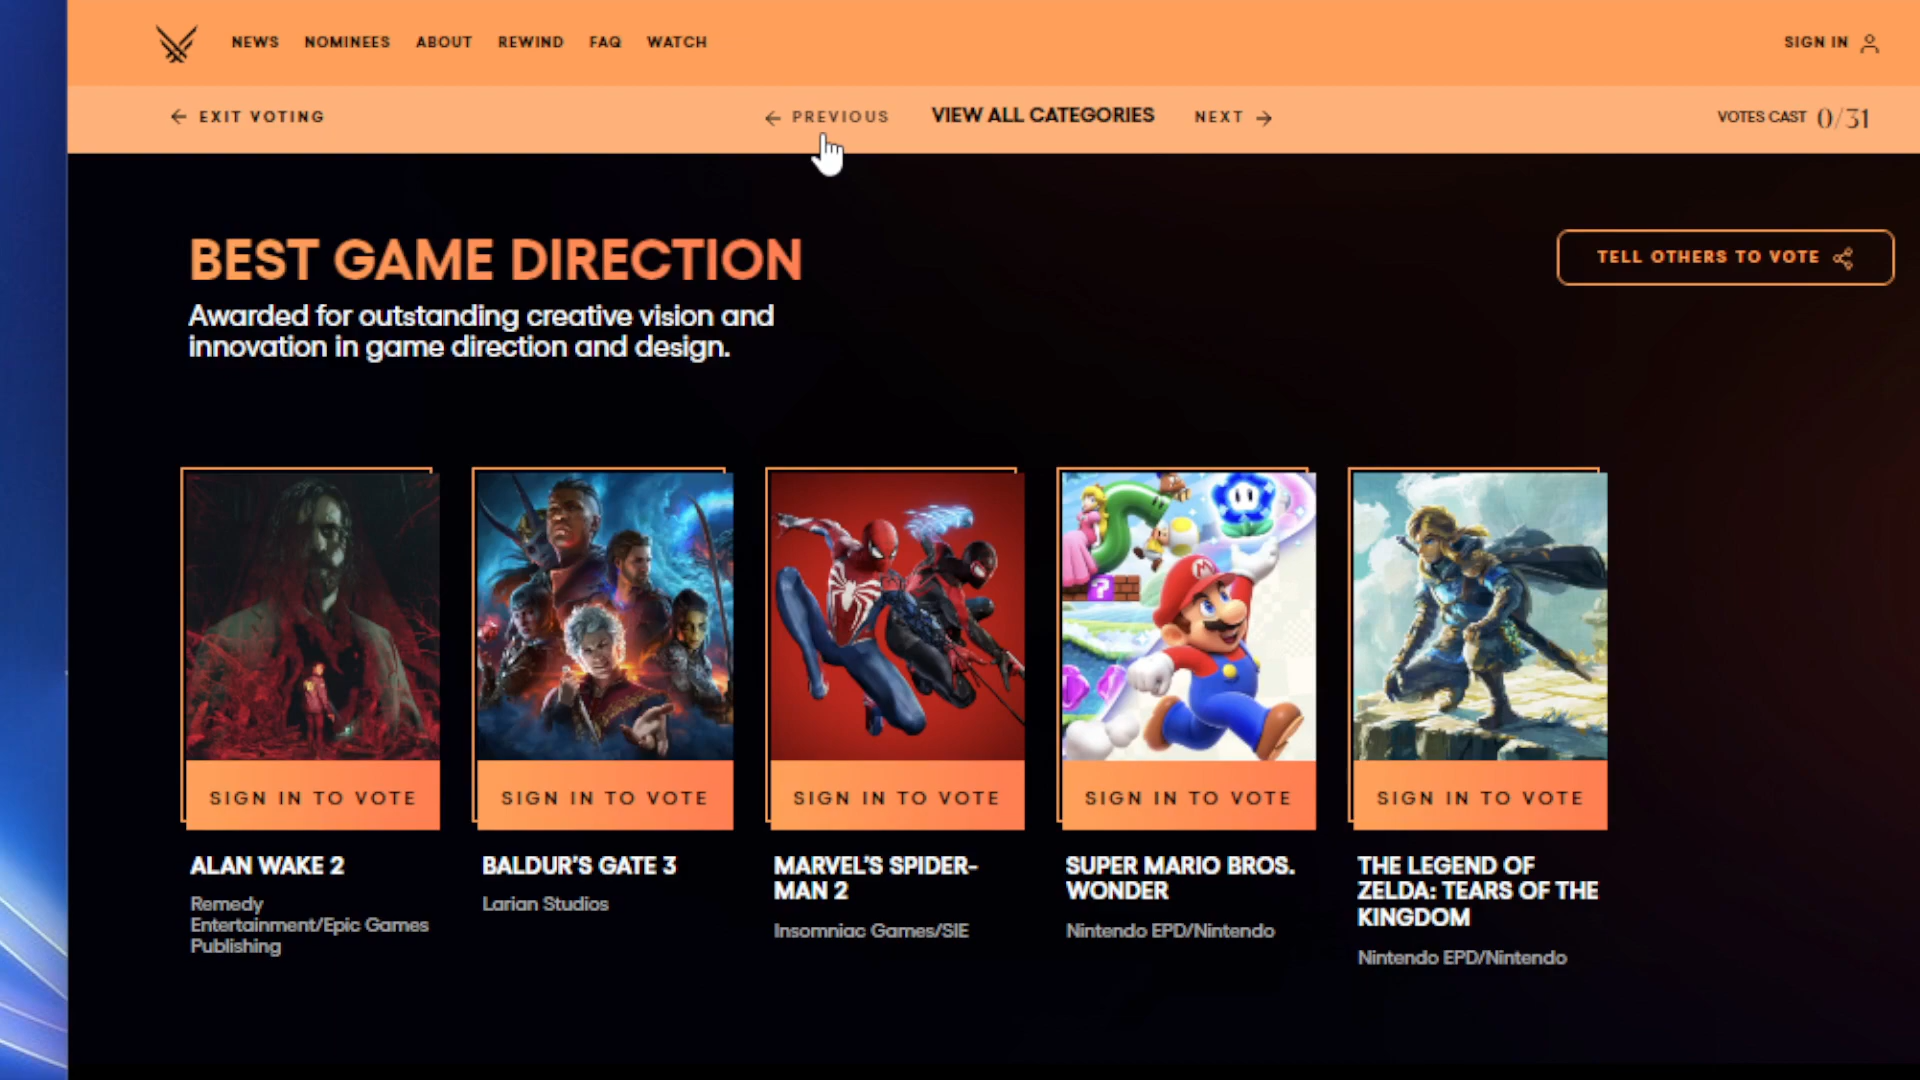 NEWS NOMINEES ABOUT REWIND FAQ WATCH SIGN IN
EXIT VOTING PREVIOUS VIEW ALL CATEGORIES NEXT VOTES CAST 0/31
BEST GAME DIRECTION
TELL OTHERS TO VOTE
Awarded for outstanding creative vision and
innovation in game direction and design.
SIGN IN TO VOTE SIGN IN TO VOTE SIGN IN TO VOTE SIGN IN TO VOTE SIGN IN TO VOTE
ALAN WAKE 2
Remedy
Entertainment/Epic Games
Publishing
BALDUR'S GATE 3
Larian Studios
MARVEL'S SPIDER-
MAN 2
Insomniac Games/SIE
SUPER MARIO BROS.
WONDER
Nintendo EPD/Nintendo
THE LEGEND OF
ZELDA: TEARS OF THE
KINGDOM
Nintendo EPD/Nintendo